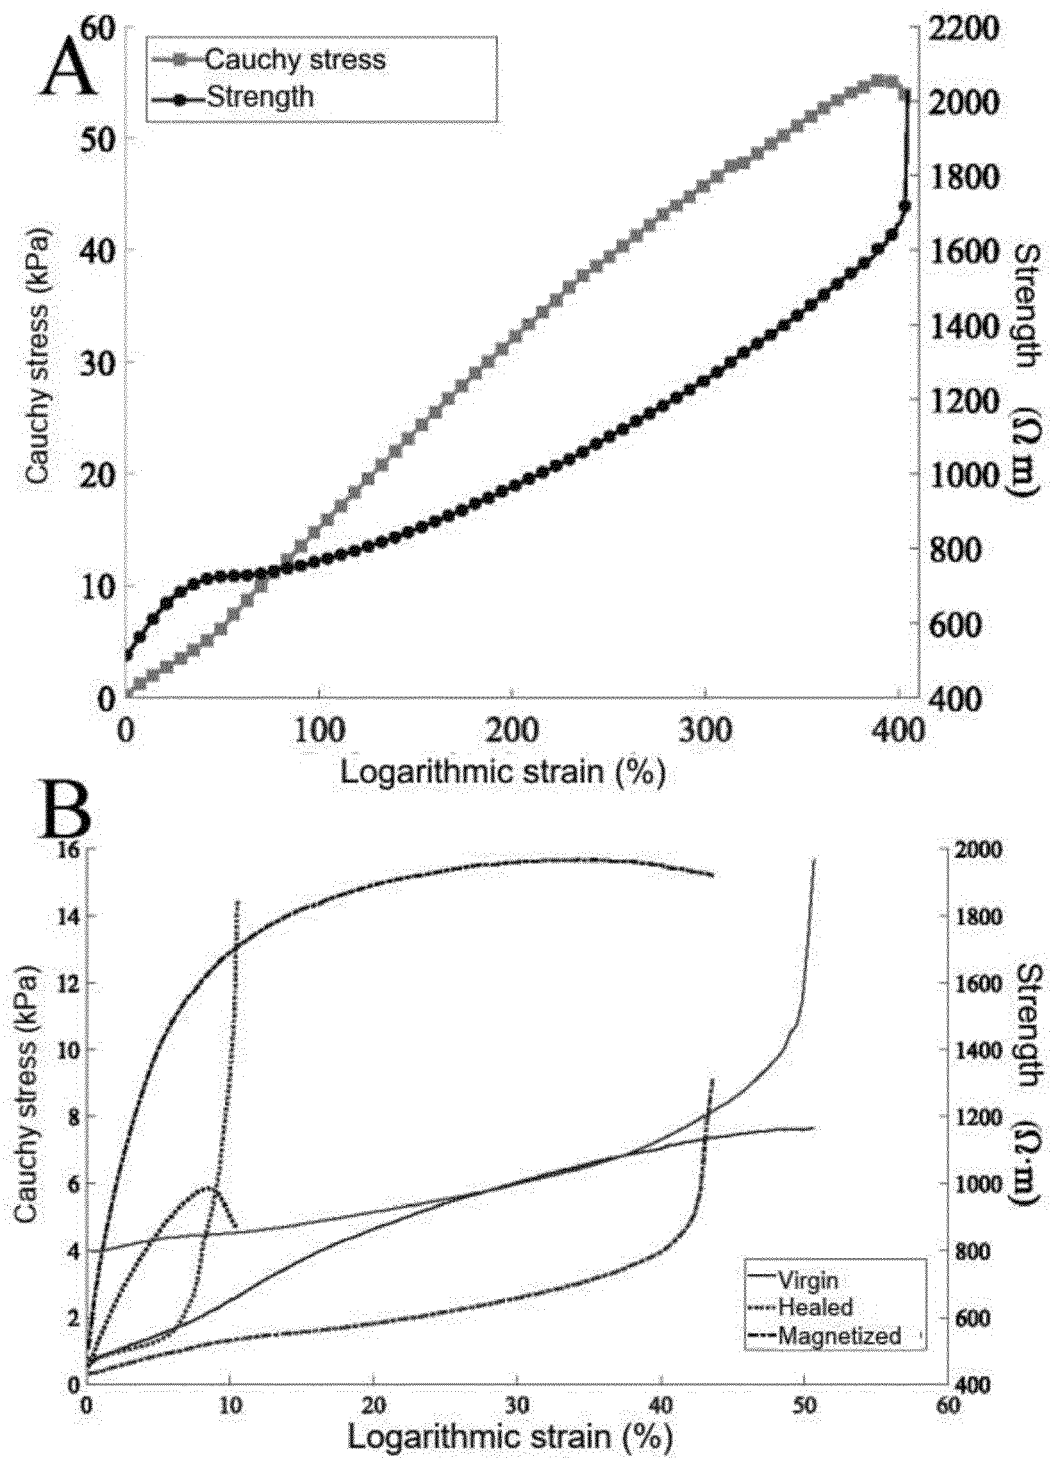 A
Cauchy stress
Strength
60
50
40
30
20
10
0
Cauchy stress (kPa)
2200
2000
1800
1600
1400
1200
1000
800
600
400
Strength (Ω m)
0 100 200 300 400
Logarithmic strain (%)
B
16
14
12
10
8
6
4
2
0
Cauchy stress (kPa)
2000
1800
1600
1400
1200
1000
800
600
400
Strength (Ω·m)
Virgin
Healed
Magnetized
0 10 20 30 40 50 60
Logarithmic strain (%)